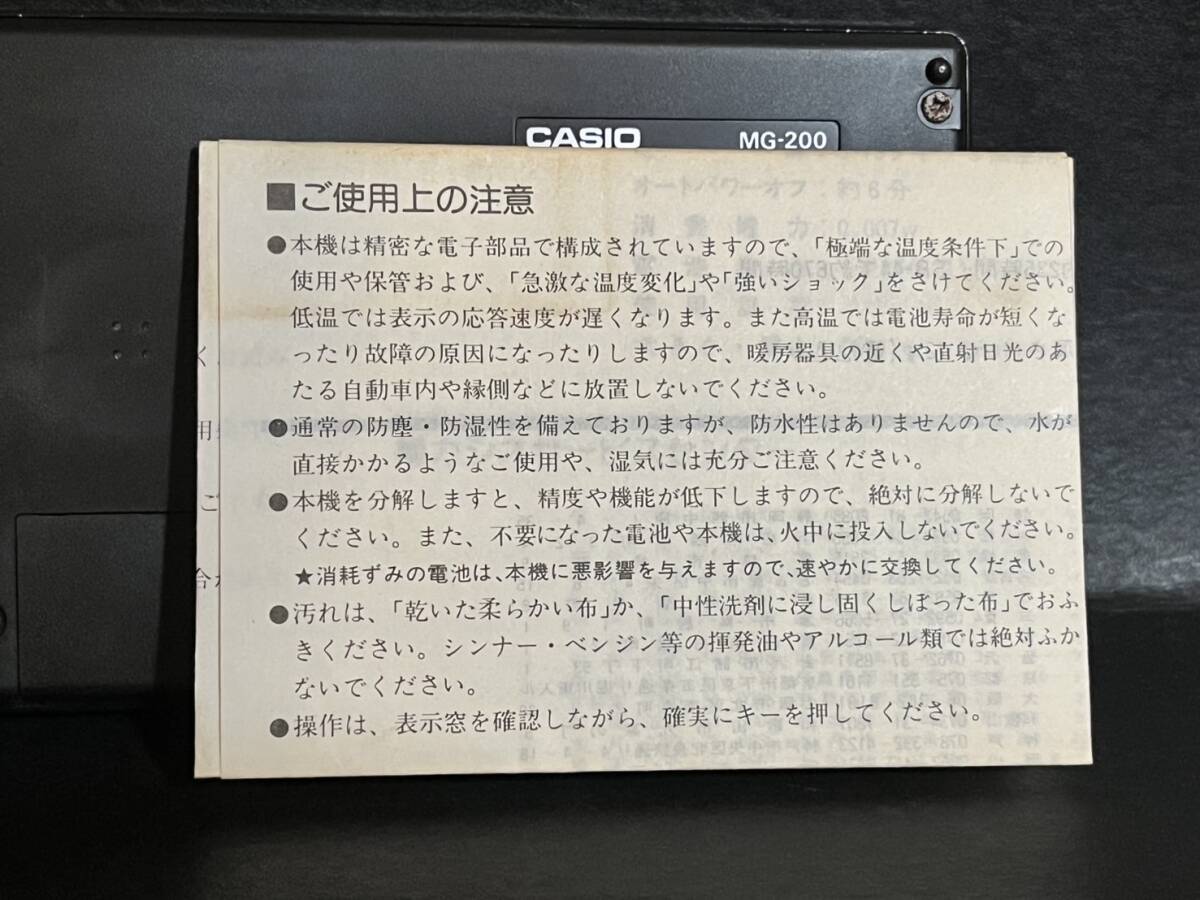 CASIO MG-200
■ご使用上の注意
●本機は精密な電子部品で構成されていますので、「極端な温度条件下」での
使用や保管および、「急激な温度変化」や「強いショック」をさけてください。
低温では表示の応答速度が遅くなります。また高温では電池寿命が短くな
ったり故障の原因になったりしますので、暖房器具の近くや直射日光のあ
たる自動車内や縁側などに放置しないでください。
●通常の防塵・防湿性を備えておりますが、防水性はありませんので、水が
直接かかるようなご使用や、湿気には充分ご注意ください。
●本機を分解しますと、精度や機能が低下しますので、絶対に分解しないで
ください。また、不要になった電池や本機は、火中に投入しないでください。
★消耗ずみの電池は、本機に悪影響を与えますので、速やかに交換してください。
●汚れは、「乾いた柔らかい布」か、「中性洗剤に浸し固くしぼった布」でおふ
きください。シンナー・ベンジン等の揮発油やアルコール類では絶対ふか
ないでください。
●操作は、表示窓を確認しながら、確実にキーを押してください。